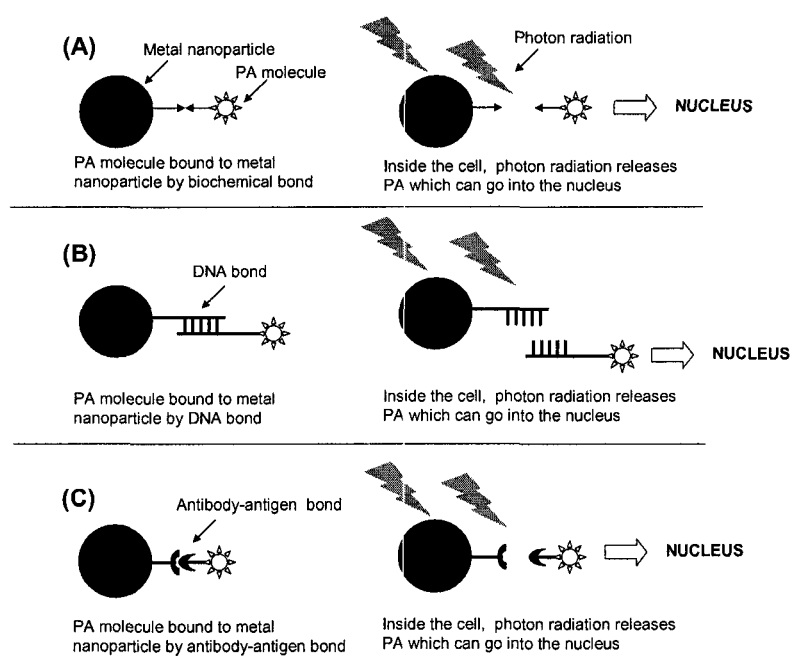 (A)
Metal nanoparticle
PA molecule
Photon radiation
NUCLEUS
PA molecule bound to metal
nanoparticle by biochemical bond
Inside the cell, photon radiation releases
PA which can go into the nucleus
(B)
DNA bond
NUCLEUS
PA molecule bound to metal
nanoparticle by DNA bond
Inside the cell, photon radiation releases
PA which can go into the nucleus
(C)
Antibody-antigen bond
NUCLEUS
PA molecule bound to metal
nanoparticle by antibody-antigen bond
Inside the cell, photon radiation releases
PA which can go into the nucleus